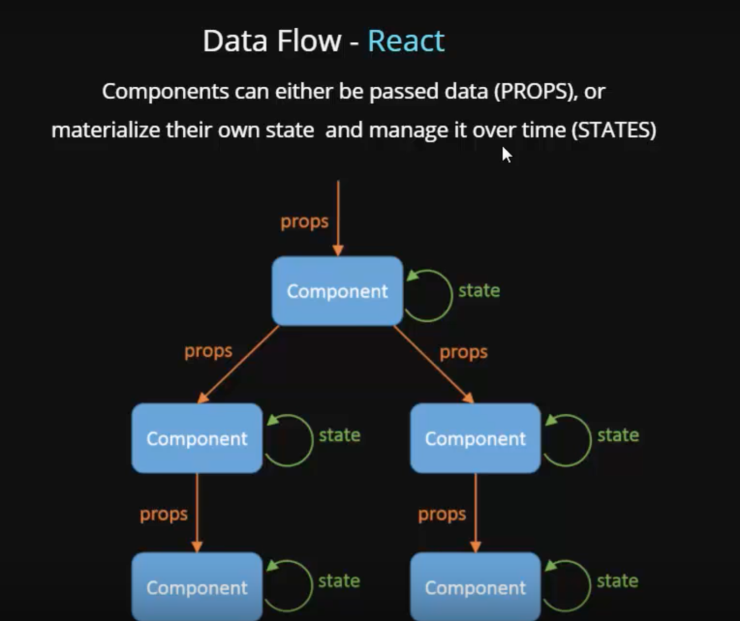 Data Flow - React
Components can either be passed data (PROPS), or
materialize their own state and manage it over time (STATES)
props
Component
state
props
props
Component
state
Component
state
props
props
Component
state
Component
state